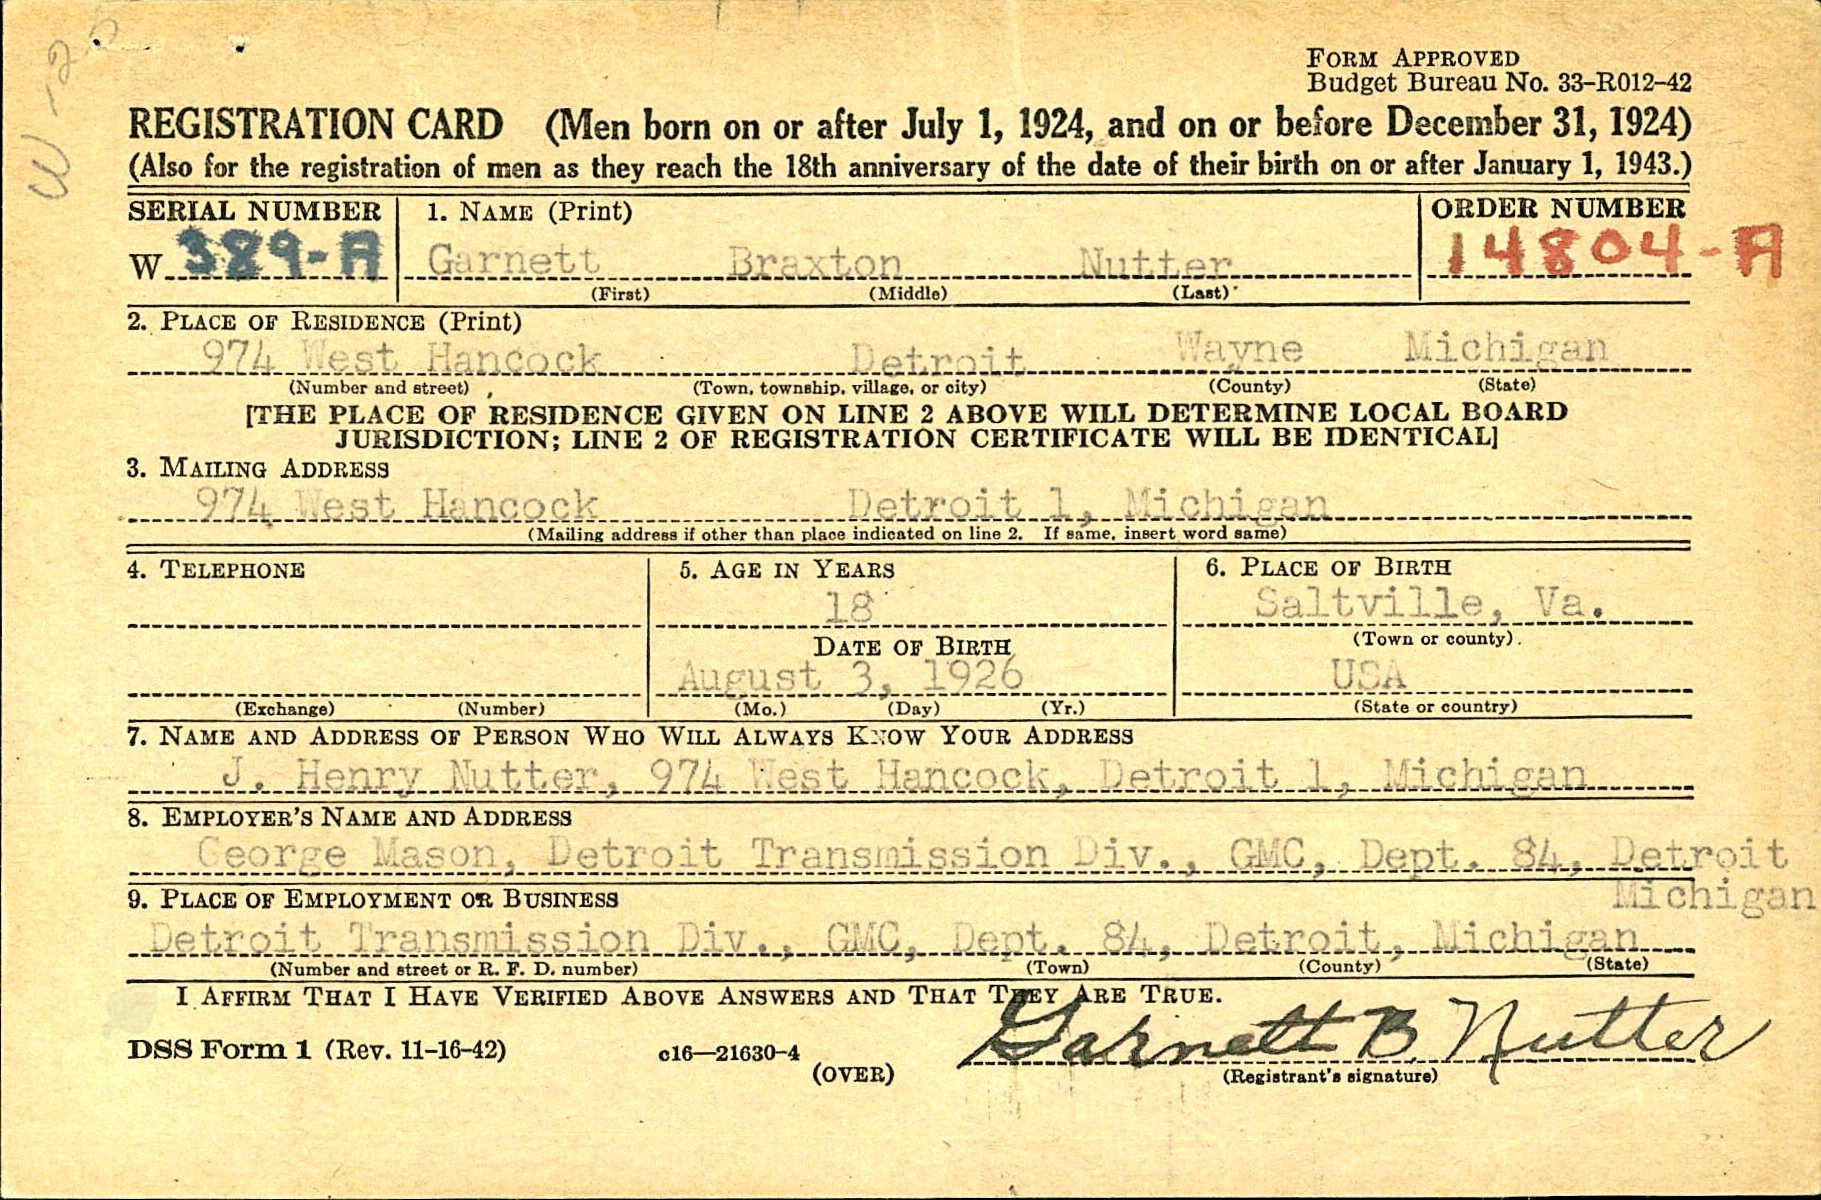 W-2
FORM APPROVED
Budget Bureau No. 33-R012-42
REGISTRATION CARD (Men born on or after July 1, 1924, and on or before December 31, 1924)
(Also for the registration of men as they reach the 18th anniversary of the date of their birth on or after January 1, 1943.)
SERIAL NUMBER 1. NAME (Print) ORDER NUMBER
W 389-A Garnett Braxton Nutter 14804-A
(First) (Middle) (Last)
2. PLACE OF RESIDENCE (Print)
974 West Hancock Detroit Wayne Michigan
(Number and street) (Town, township, village, or city) (County) (State)
[THE PLACE OF RESIDENCE GIVEN ON LINE 2 ABOVE WILL DETERMINE LOCAL BOARD
JURISDICTION; LINE 2 OF REGISTRATION CERTIFICATE WILL BE IDENTICAL]
3. MAILING ADDRESS
974 West Hancock Detroit 1, Michigan
(Mailing address if other than place indicated on line 2. If same, insert word same)
4. TELEPHONE 5. AGE IN YEARS 6. PLACE OF BIRTH
18 Saltville, Va.
DATE OF BIRTH (Town or county)
August 3, 1926 USA
(Exchange) (Number) (Mo.) (Day) (Yr.) (State or country)
7. NAME AND ADDRESS OF PERSON WHO WILL ALWAYS KNOW YOUR ADDRESS
J. Henry Nutter, 974 West Hancock, Detroit 1, Michigan
8. EMPLOYER'S NAME AND ADDRESS
George Mason, Detroit Transmission Div., GMC, Dept. 84, Detroit
Michigan
9. PLACE OF EMPLOYMENT OR BUSINESS
Detroit Transmission Div., GMC, Dept. 84, Detroit, Michigan
(Number and street or R. F. D. number) (Town) (County) (State)
I AFFIRM THAT I HAVE VERIFIED ABOVE ANSWERS AND THAT THEY ARE TRUE.
Garnett B Nutter
DSS Form 1 (Rev. 11-16-42) c16—21630-4
(OVER) (Registrant's signature)